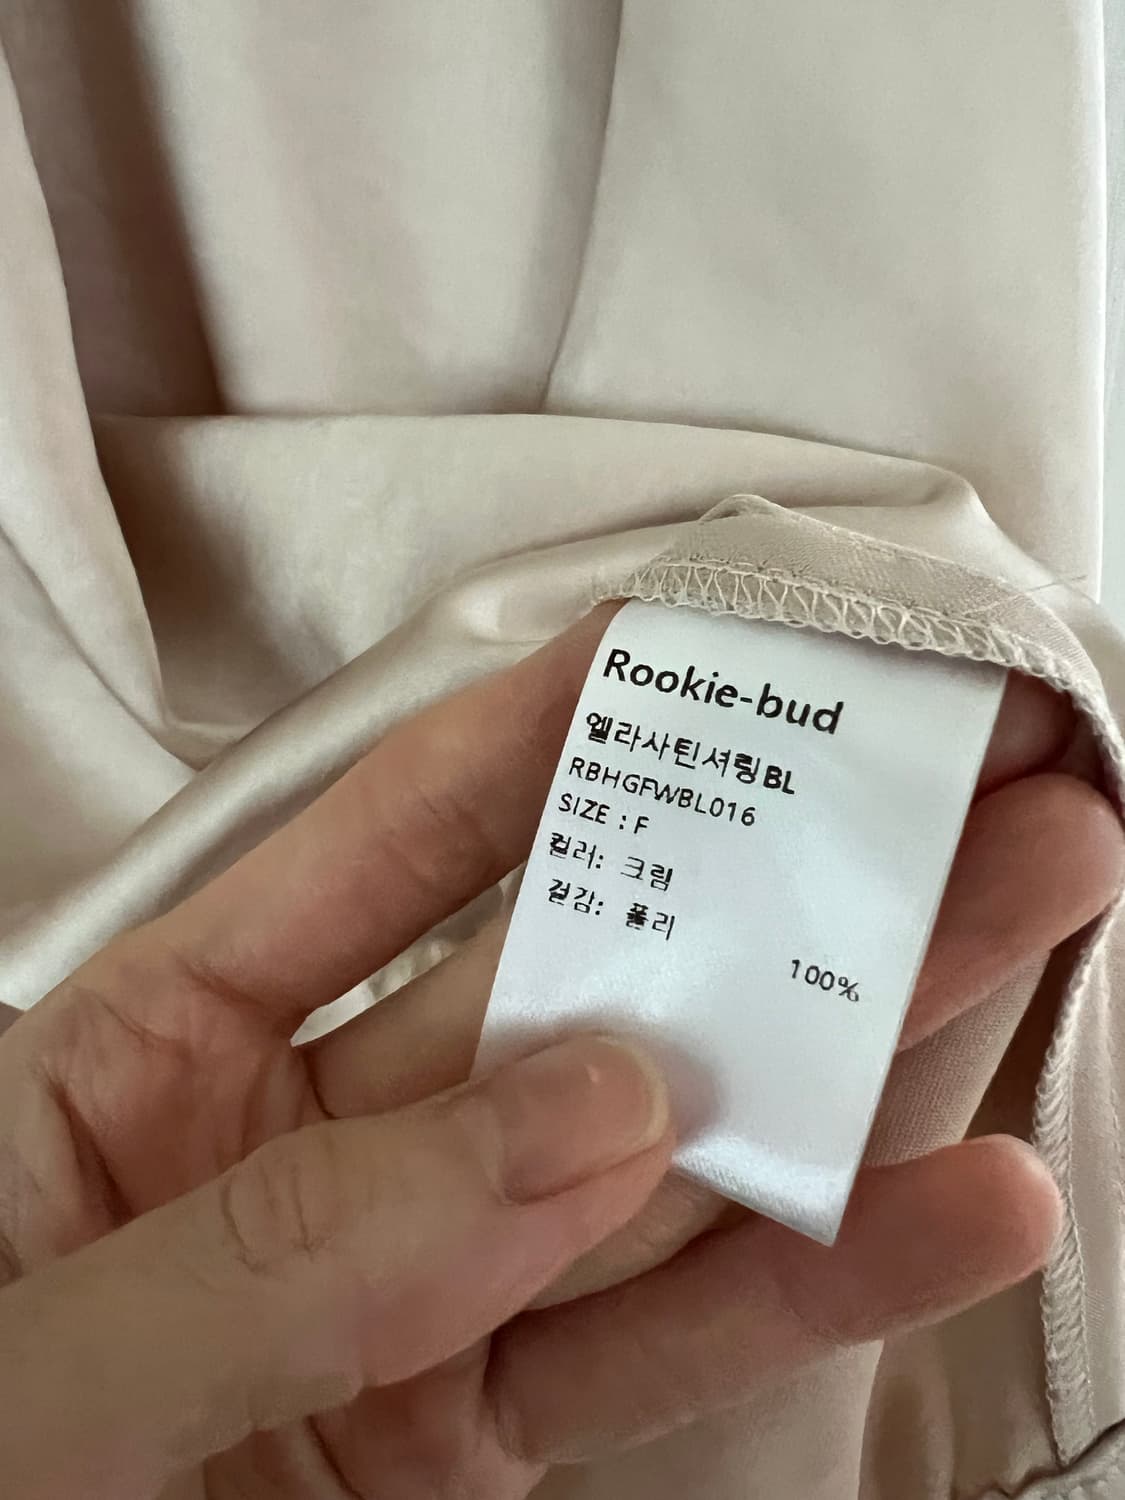 Rookie-bud
엘라사틴셔링BL
RBHGFWBL016
SIZE : F
컬러: 크림
겉감: 폴리
100%